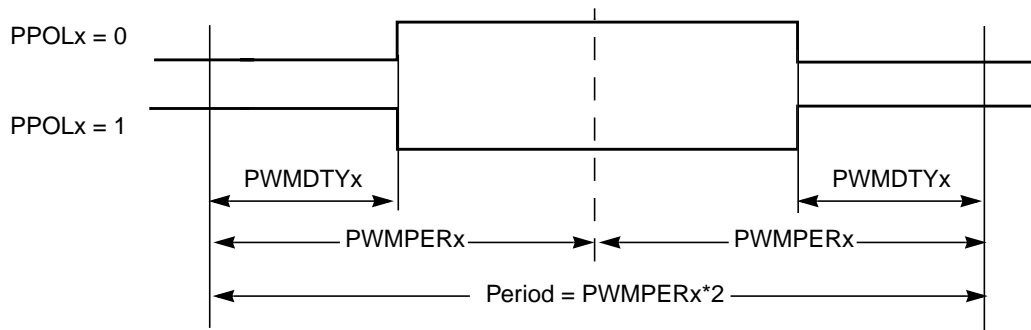 PPOLx = 0
PPOLx = 1
PWMDTYx
PWMDTYx
PWMPERx
PWMPERx
Period = PWMPERx*2